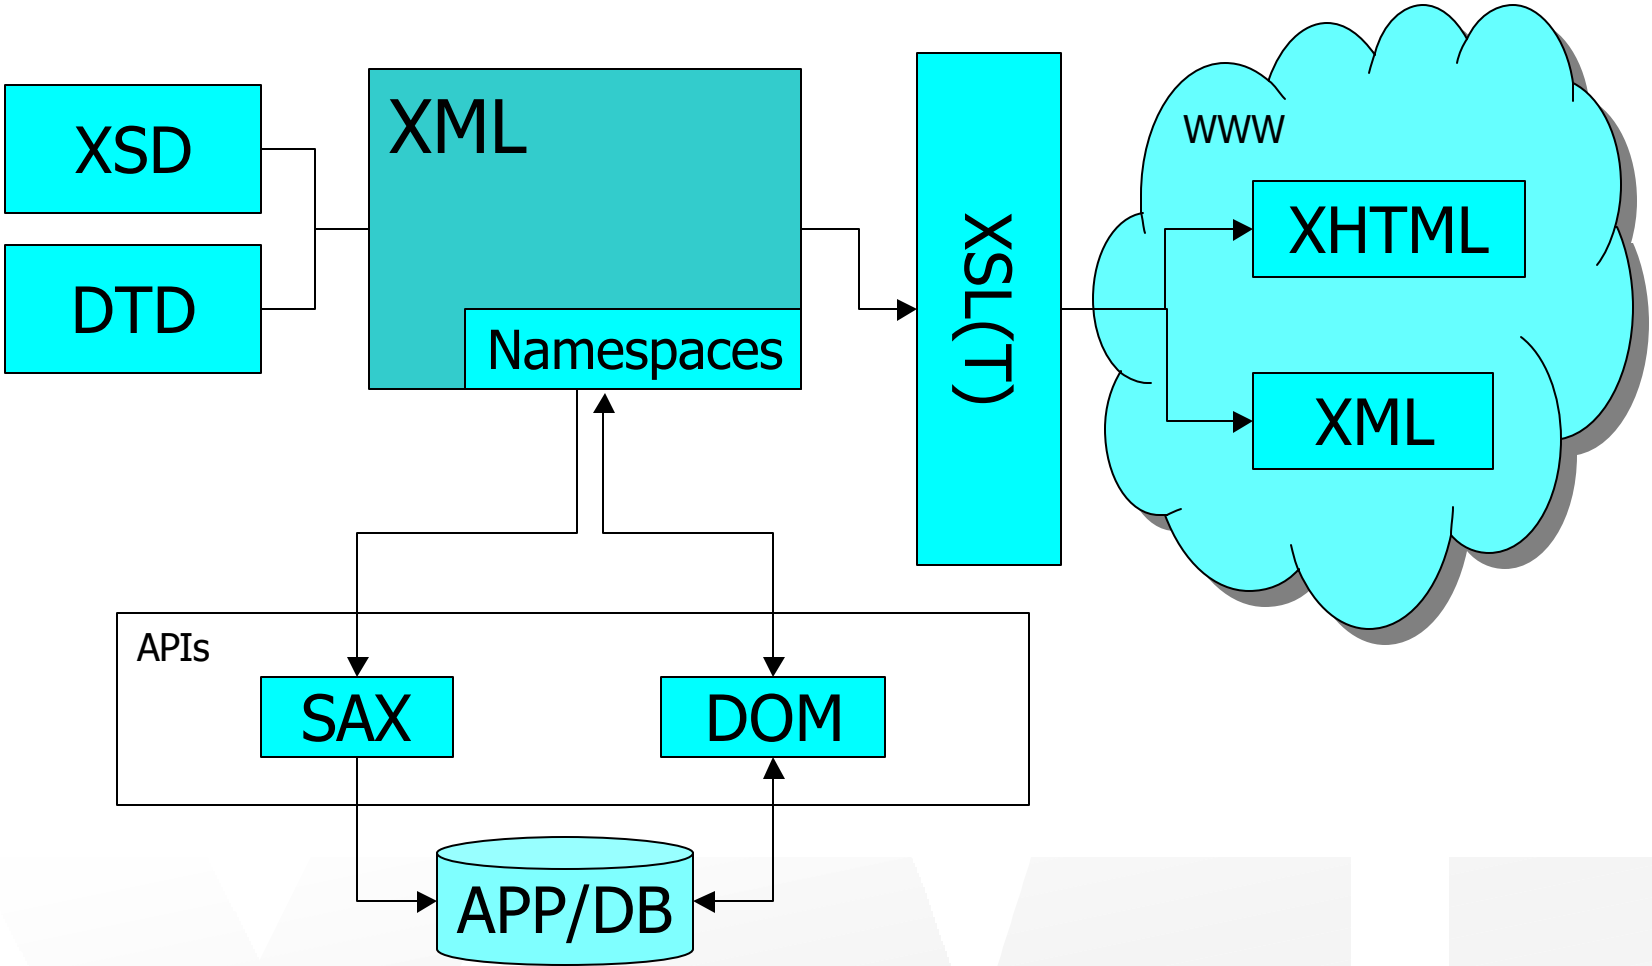 XSD
DTD
XML
Namespaces
XSL(T)
WWW
XHTML
XML
APIs
SAX
DOM
APP/DB